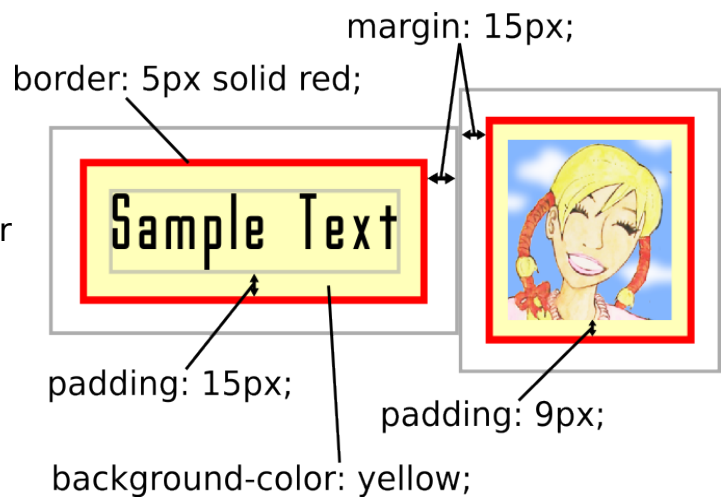 margin: 15px;
border: 5px solid red;
Sample Text
r
padding: 15px;
padding: 9px;
background-color: yellow;